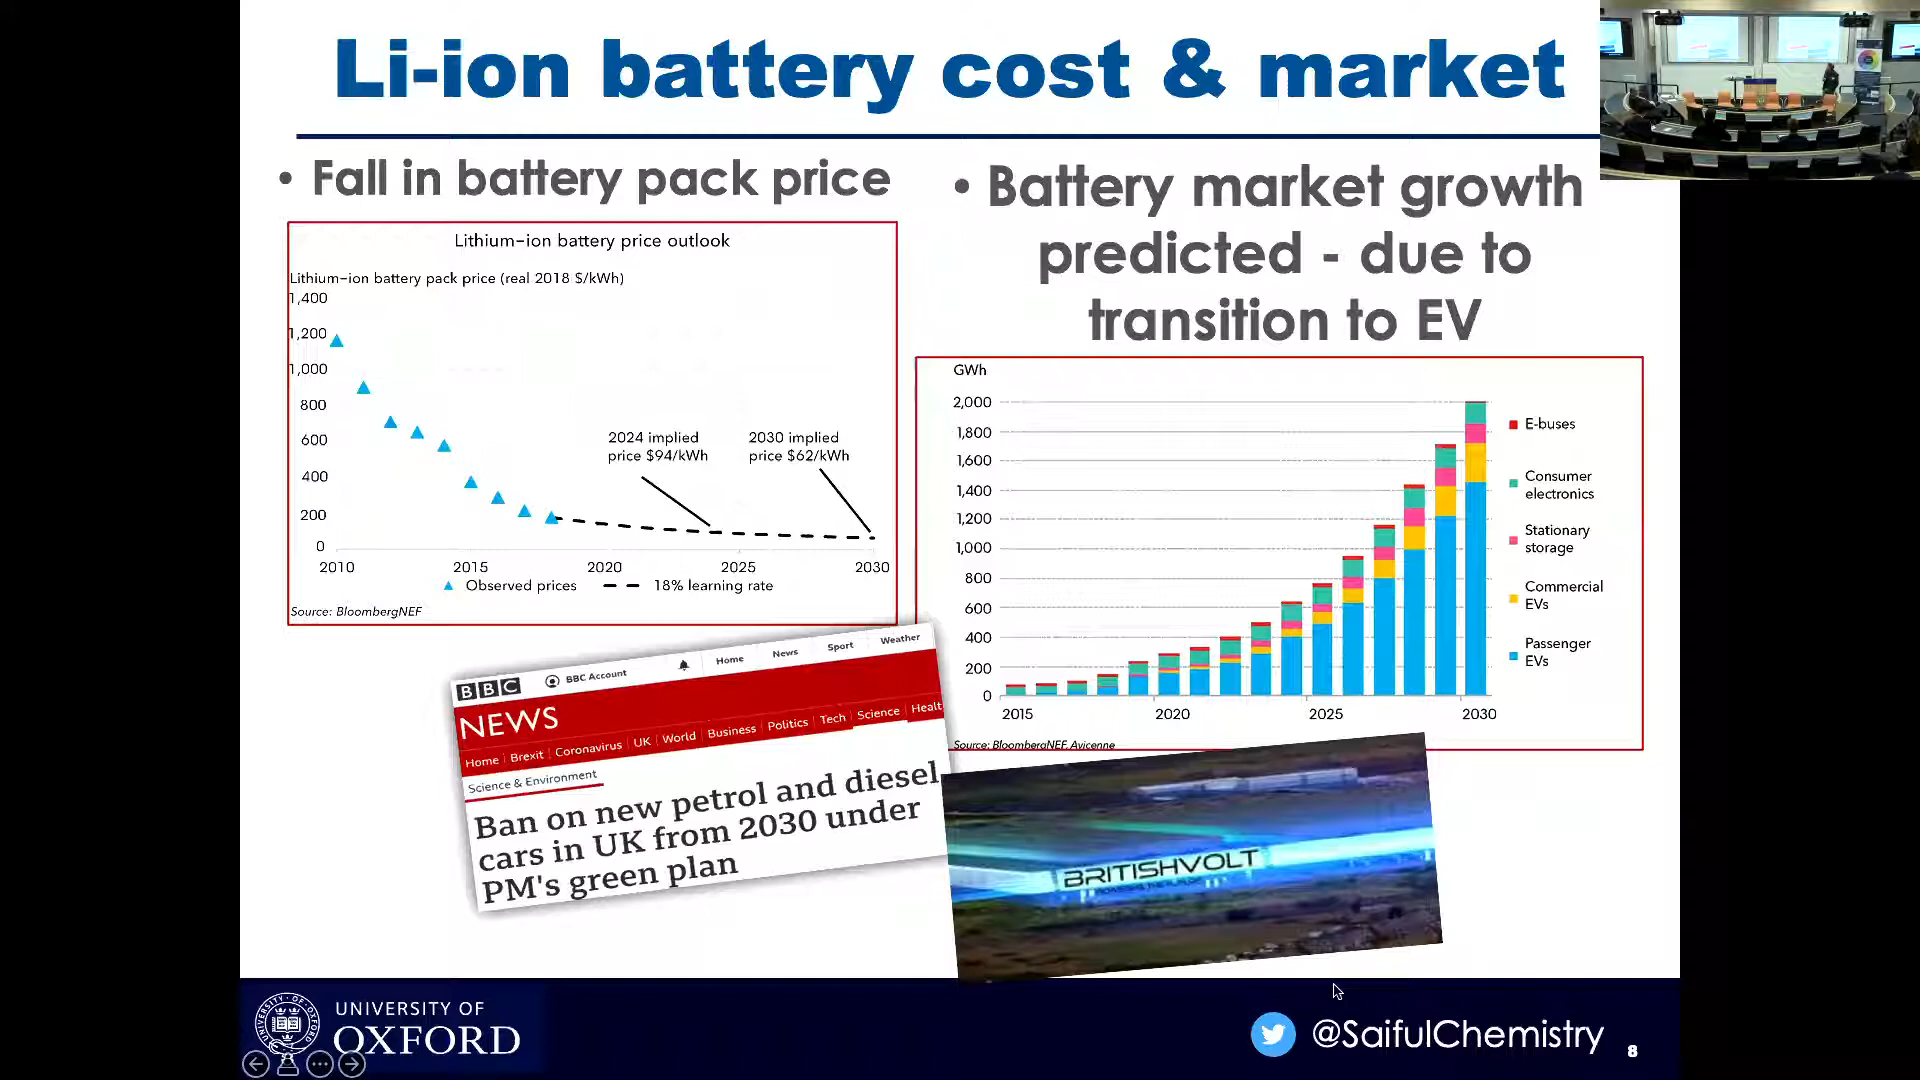 Li-ion battery cost & market
• Fall in battery pack price
Lithium-ion battery price outlook
Lithium-ion battery pack price (real 2018 $/kWh)
1,400
1,200
1,000
800
600
400
200
0
2024 implied
price $94/kWh
2030 implied
price $62/kWh
2010 2015 2020 2025 2030
Observed prices 18% learning rate
Source: BloombergNEF
• Battery market growth
predicted - due to
transition to EV
GWh
2,000
1,800
1,600
1,400
1,200
1,000
800
600
400
200
0
2015 2020 2025 2030
E-buses
Consumer
electronics
Stationary
storage
Commercial
EVs
Passenger
EVs
Source: BloombergNEF, Avicenne
BBC BBC Account Home News Sport Weather
NEWS
Home Brexit Coronavirus UK World Business Politics Tech Science Healt
Science & Environment
Ban on new petrol and diesel
cars in UK from 2030 under
PM's green plan
BRITISHVOLT
UNIVERSITY OF
OXFORD
@SaifulChemistry
8